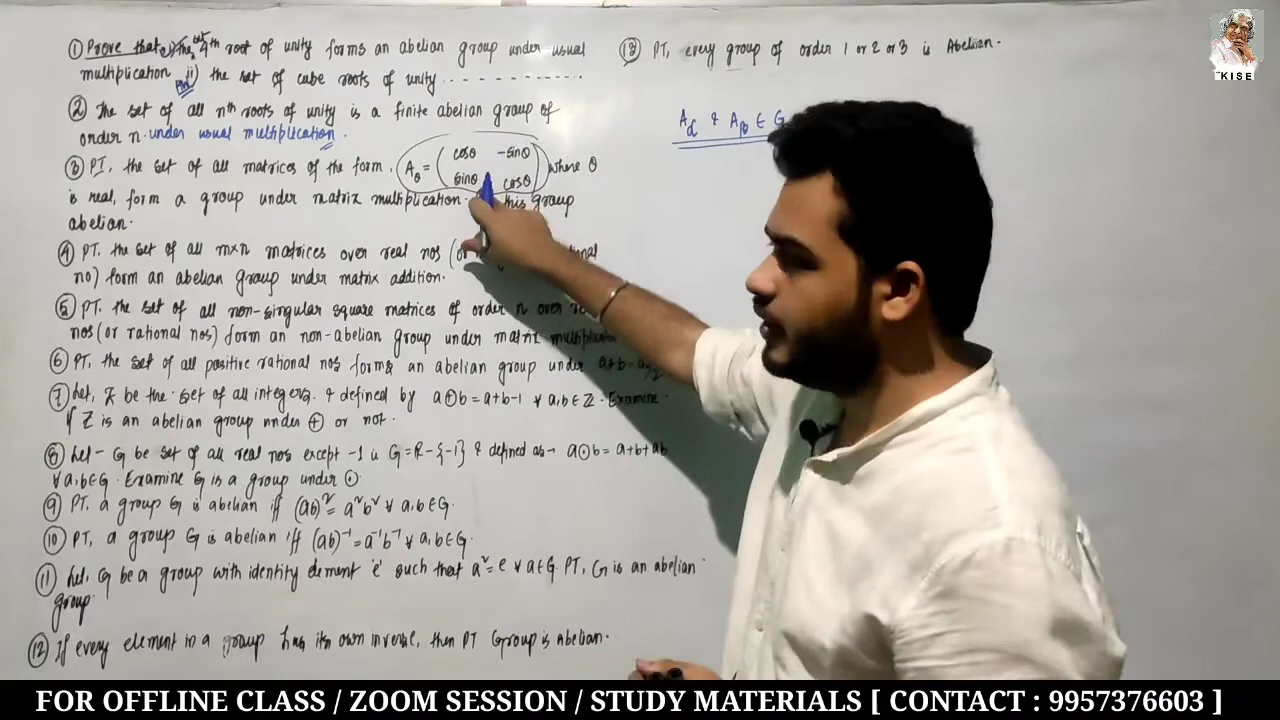 ① Prove that i) The set 4th root of unity forms an abelian group under usual
multiplication ii) the set of cube roots of unity - - - - - - - - - - - -
② The set of all nth roots of unity is a finite abelian group of
order n under usual multiplication.
③ PT, the set of all matrices of the form. A_θ = ( cosθ -sinθ
sinθ cosθ ) where θ
is real, form a group under matrix multiplication. this group
abelian.
④ PT. the set of all m×n matrices over real nos (or
no) form an abelian group under matrix addition.
⑤ PT. the set of all non-singular square matrices of order n over
nos (or rational nos) form an non-abelian group under matrix
⑥ PT, the set of all positive rational nos forms an abelian group under a*b = ab/2
⑦ Let, Z be the set of all integers & defined by a⊕b = a+b-1 ∀ a,b∈Z. Examine
if Z is an abelian group under ⊕ or not.
⑧ Let- G be set of all real nos except -1 ie G=R-{-1} & defined as→ a⊙b = a+b+ab
∀ a,b∈G. Examine G is a group under ⊙.
⑨ PT, a group G is abelian if (ab)² = a²b² ∀ a,b∈G.
⑩ PT, a group G is abelian iff (ab)⁻¹ = a⁻¹b⁻¹ ∀ a,b∈G.
⑪ Let, G be a group with identity element 'e' such that a² = e ∀ a∈G. PT, G is an abelian
group.
⑫ If every element in a group has its own inverse, then PT Group is Abelian.
⑬ PT, every group of order 1 or 2 or 3 is Abelian.
A_α & A_β ∈ G
KISE
FOR OFFLINE CLASS / ZOOM SESSION / STUDY MATERIALS [ CONTACT : 9957376603 ]